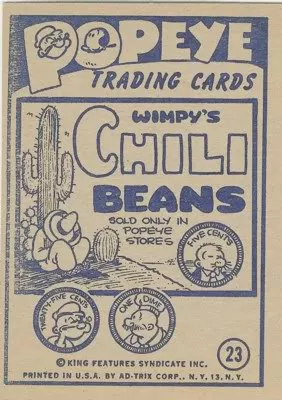 POPEYE
TRADING CARDS
WIMPY'S
CHILI
BEANS
SOLD ONLY IN
POPEYE
STORES
FIVE CENTS
TWENTY-FIVE CENTS
ONE DIME
© KING FEATURES SYNDICATE INC.
23
PRINTED IN U.S.A. BY AD-TRIX CORP., N.Y. 13, N.Y.